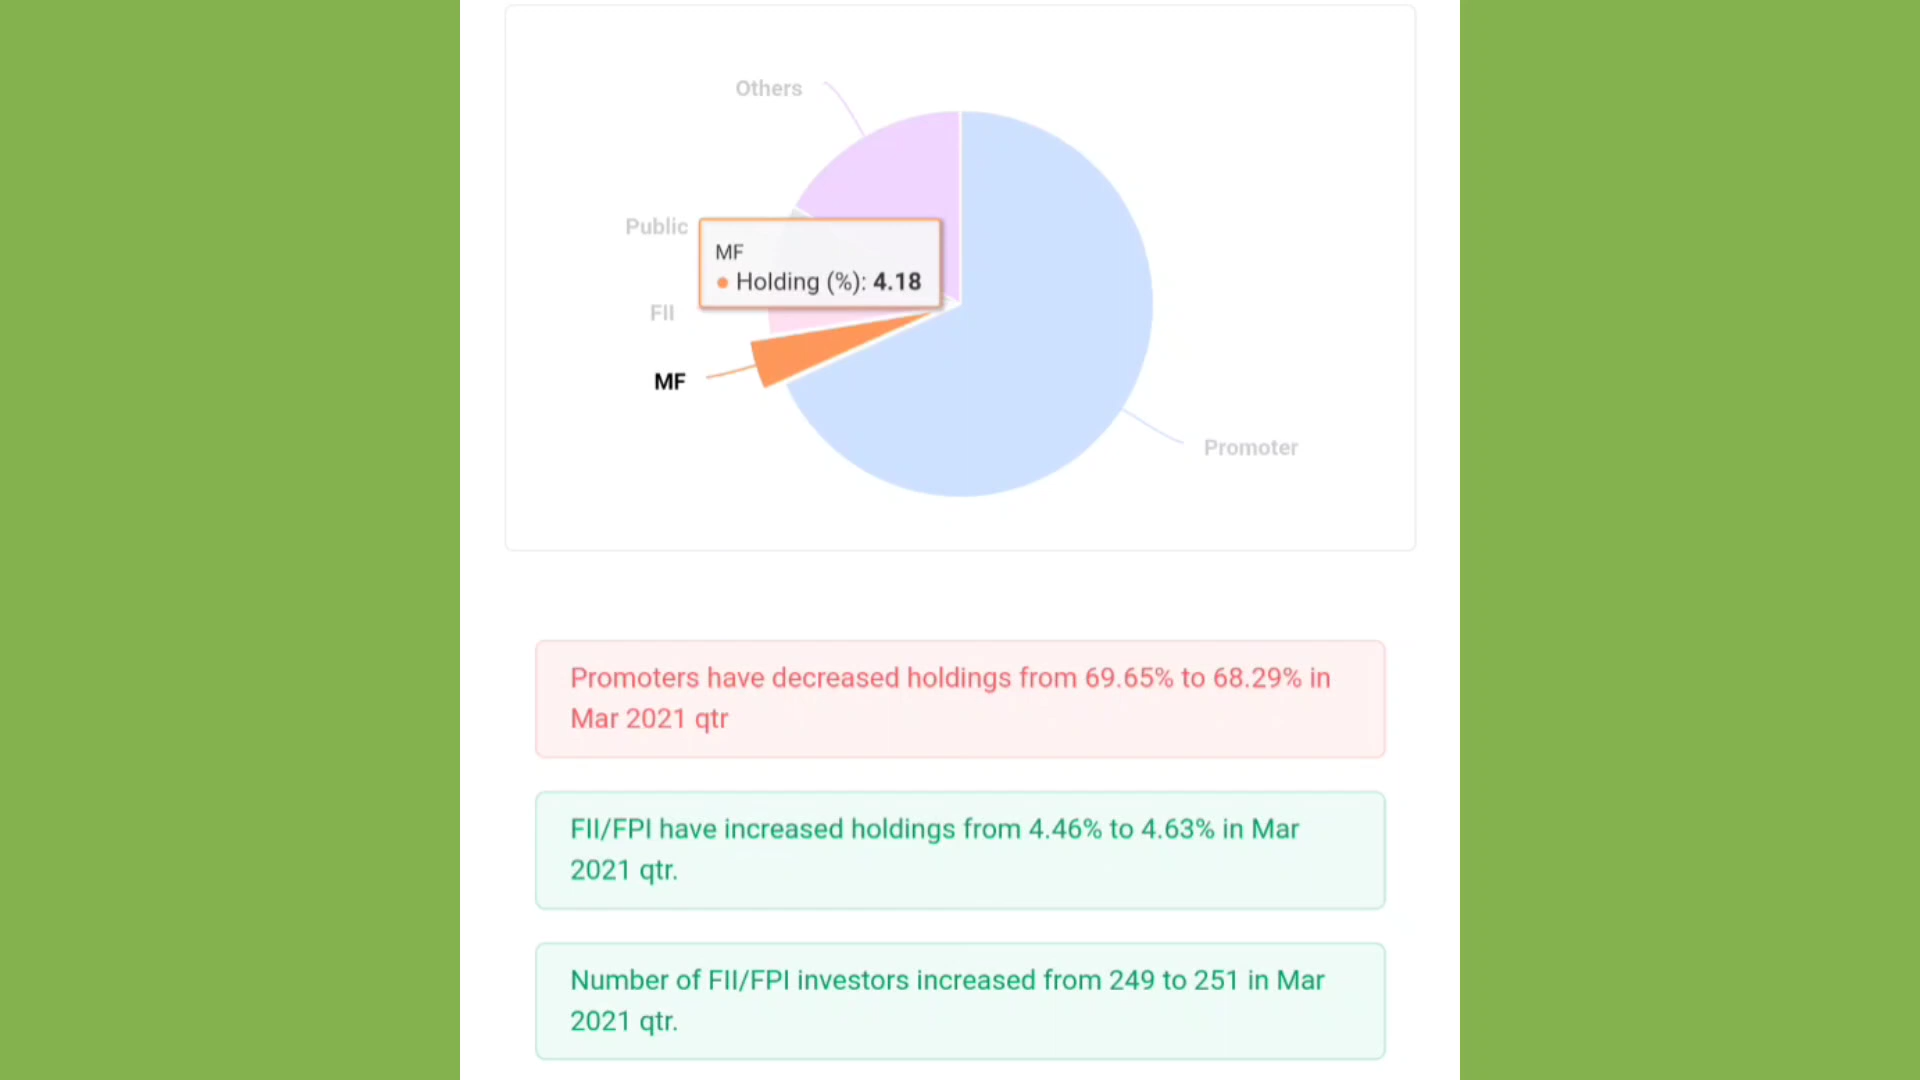 Others
Public
MF
Holding (%): 4.18
FII
MF
Promoter
Promoters have decreased holdings from 69.65% to 68.29% in
Mar 2021 qtr
FII/FPI have increased holdings from 4.46% to 4.63% in Mar
2021 qtr.
Number of FII/FPI investors increased from 249 to 251 in Mar
2021 qtr.